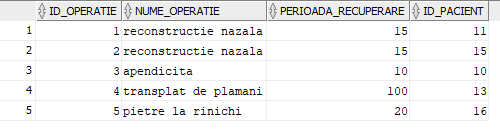 ID_OPERATIE NUME_OPERATIE PERIOADA_RECUPERARE ID_PACIENT
1 1 reconstructie nazala 15 11
2 2 reconstructie nazala 15 15
3 3 apendicita 10 10
4 4 transplat de plamani 100 13
5 5 pietre la rinichi 20 16